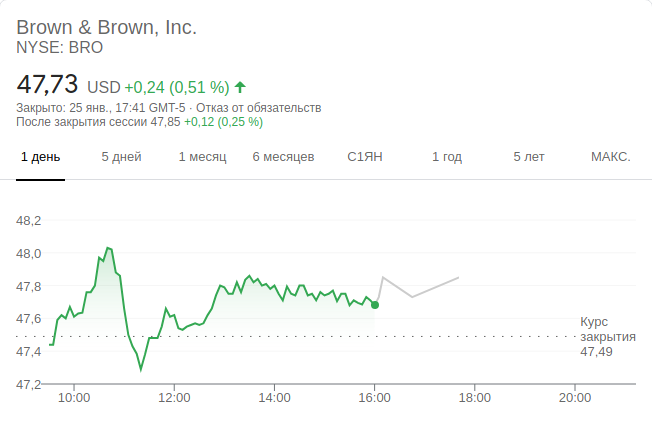 Brown & Brown, Inc.
NYSE: BRO
47,73 USD +0,24 (0,51 %)
Закрыто: 25 янв., 17:41 GMT-5 · Отказ от обязательств
После закрытия сессии 47,85 +0,12 (0,25 %)
1 день 5 дней 1 месяц 6 месяцев С1ЯН 1 год 5 лет МАКС.
48,2
48,0
47,8
47,6
47,4
47,2
Курс
закрытия
47,49
10:00 12:00 14:00 16:00 18:00 20:00